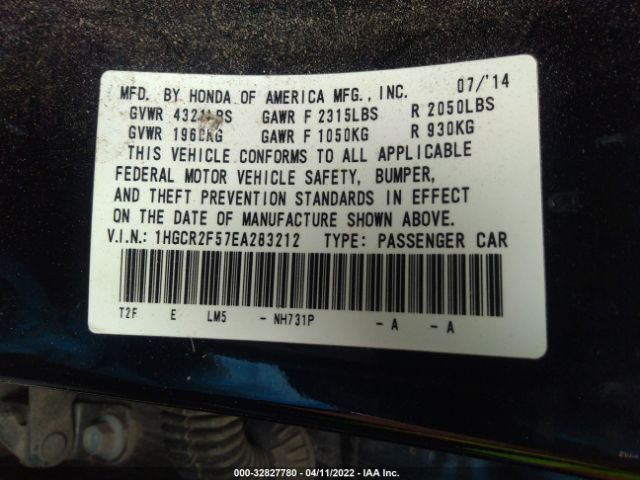 MFD. BY HONDA OF AMERICA MFG., INC. 07/'14
GVWR GAWR F 2315LBS R 2050LBS
GVWR GAWR F 1050KG R 930KG
THIS VEHICLE CONFORMS TO ALL APPLICABLE
FEDERAL MOTOR VEHICLE SAFETY, BUMPER,
AND THEFT PREVENTION STANDARDS IN EFFECT
ON THE DATE OF MANUFACTURE SHOWN ABOVE.
V.I.N.: 1HGCR2F57EA283212 TYPE: PASSENGER CAR
T2F E LM5 - NH731P - A - A
000-32827780 - 04/11/2022 - IAA Inc.